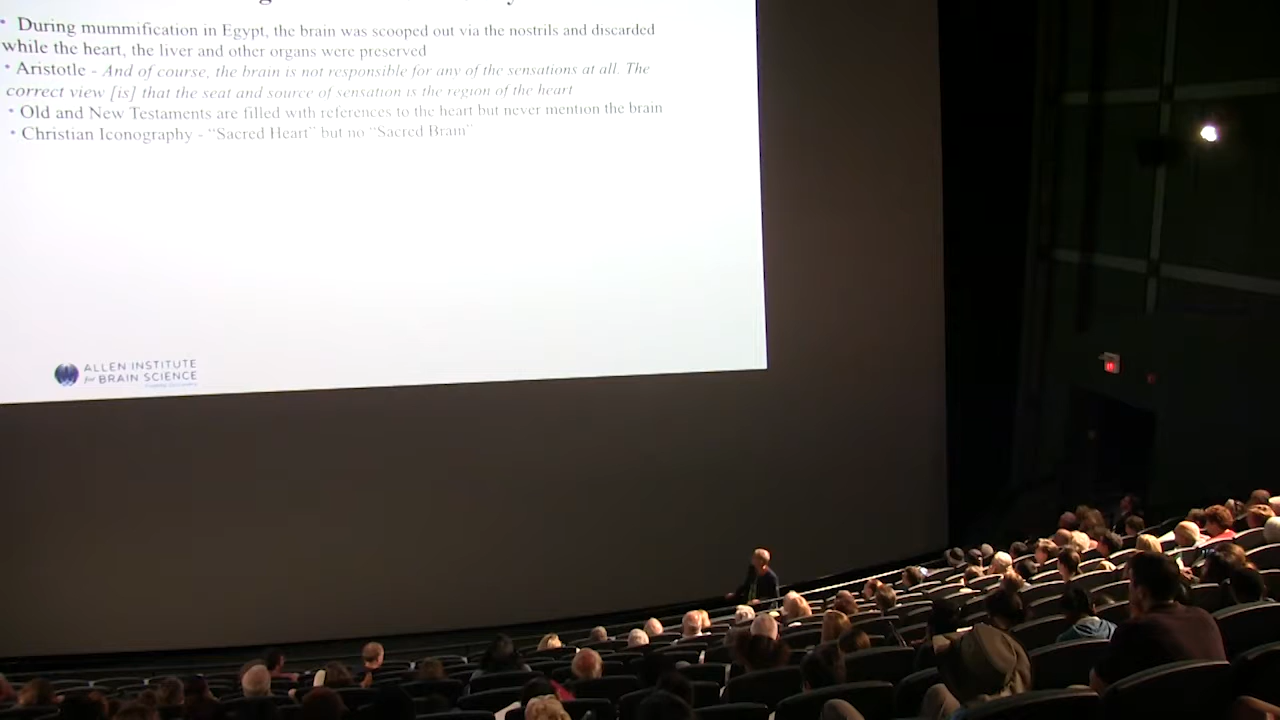 • During mummification in Egypt, the brain was scooped out via the nostrils and discarded
while the heart, the liver and other organs were preserved
• Aristotle - And of course, the brain is not responsible for any of the sensations at all. The
correct view [is] that the seat and source of sensation is the region of the heart
• Old and New Testaments are filled with references to the heart but never mention the brain
• Christian Iconography - “Sacred Heart” but no “Sacred Brain”
ALLEN INSTITUTE
for BRAIN SCIENCE